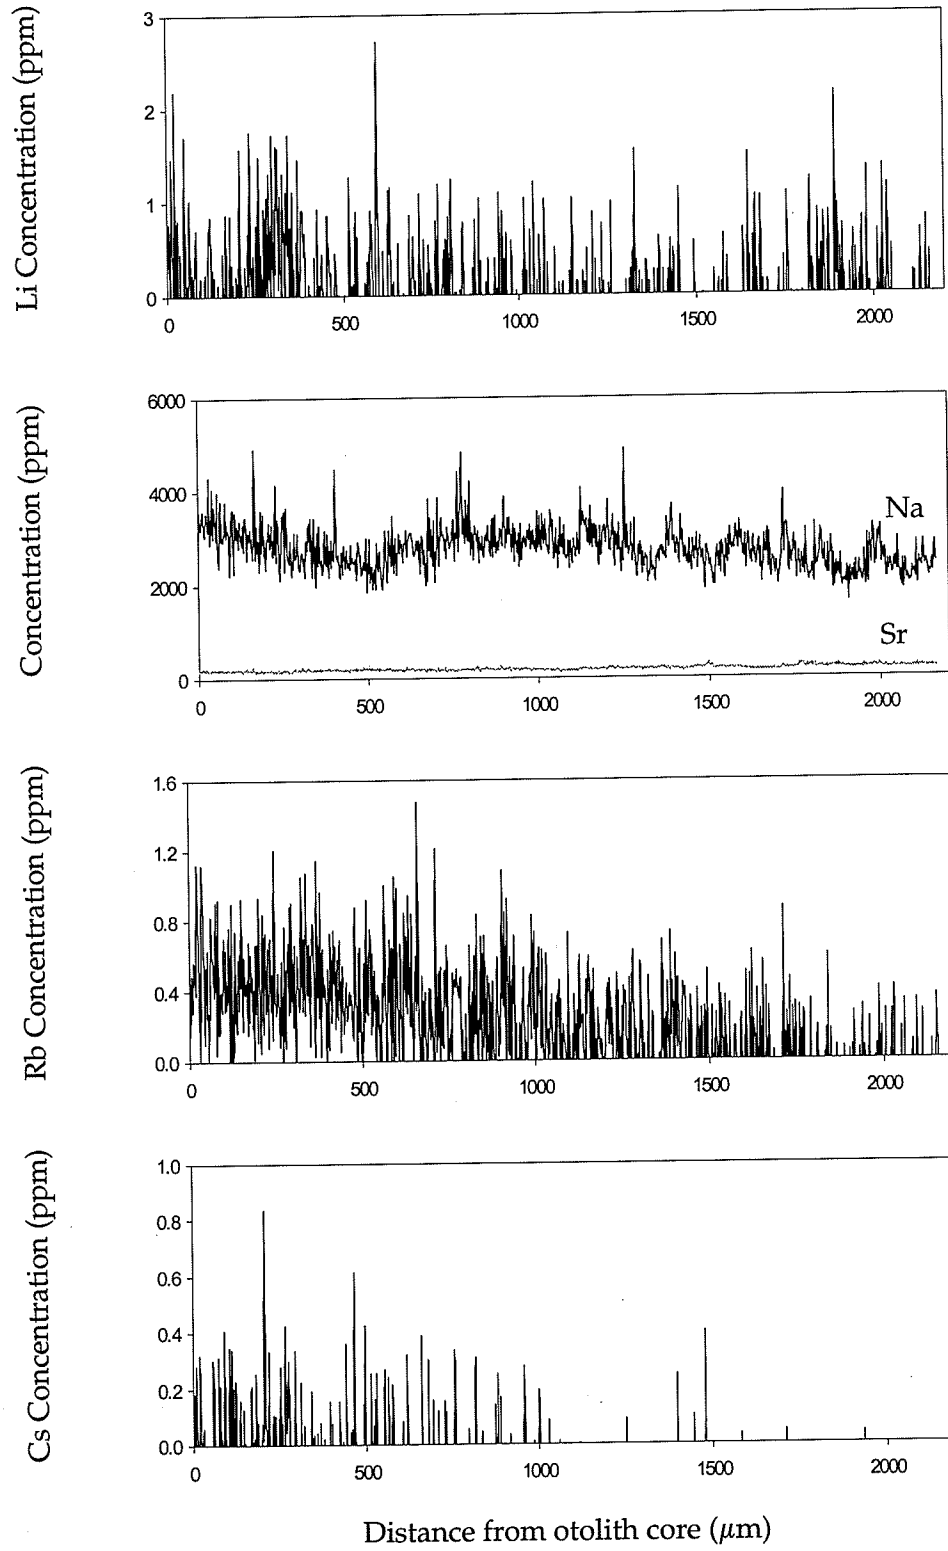 Li Concentration (ppm)
3
2
1
0
0 500 1000 1500 2000
Concentration (ppm)
6000
4000
2000
0
Na
Sr
0 500 1000 1500 2000
Rb Concentration (ppm)
1.6
1.2
0.8
0.4
0.0
0 500 1000 1500 2000
Cs Concentration (ppm)
1.0
0.8
0.6
0.4
0.2
0.0
0 500 1000 1500 2000
Distance from otolith core (μm)